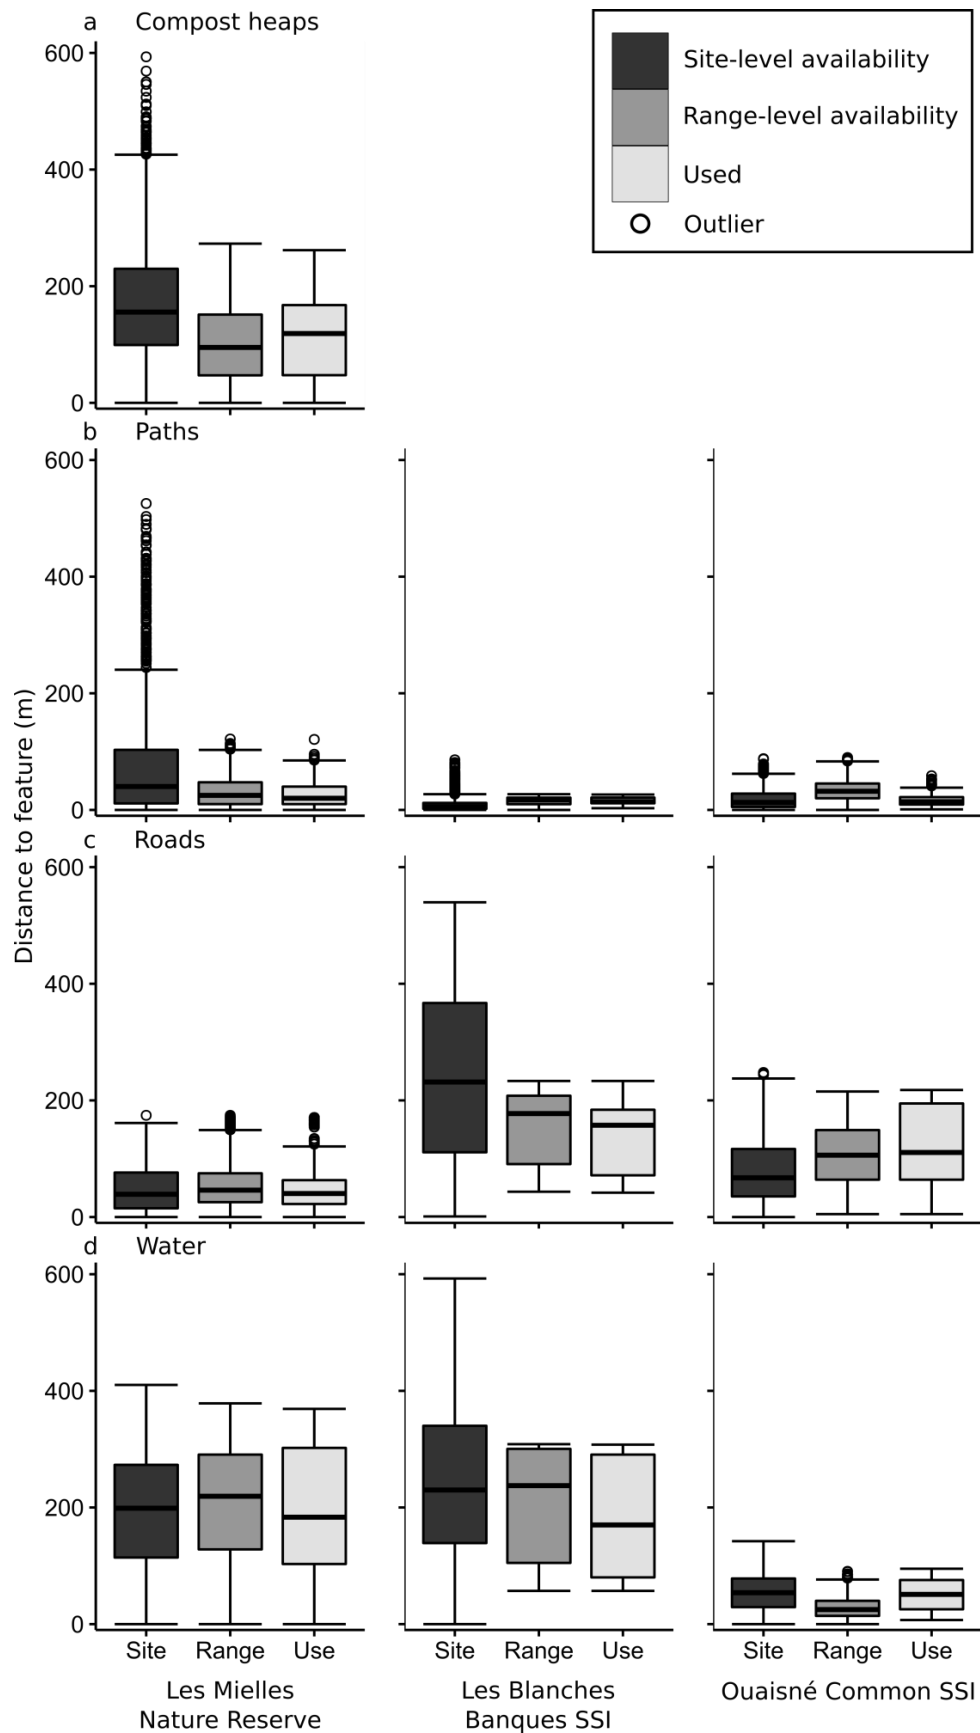 a Compost heaps
600
400
200
0
Site-level availability
Range-level availability
Used
Outlier
b Paths
600
400
200
0
c Roads
600
400
200
0
d Water
600
400
200
0
Distance to feature (m)
Site Range Use
Site Range Use
Site Range Use
Les Mielles
Nature Reserve
Les Blanches
Banques SSI
Ouaisné Common SSI